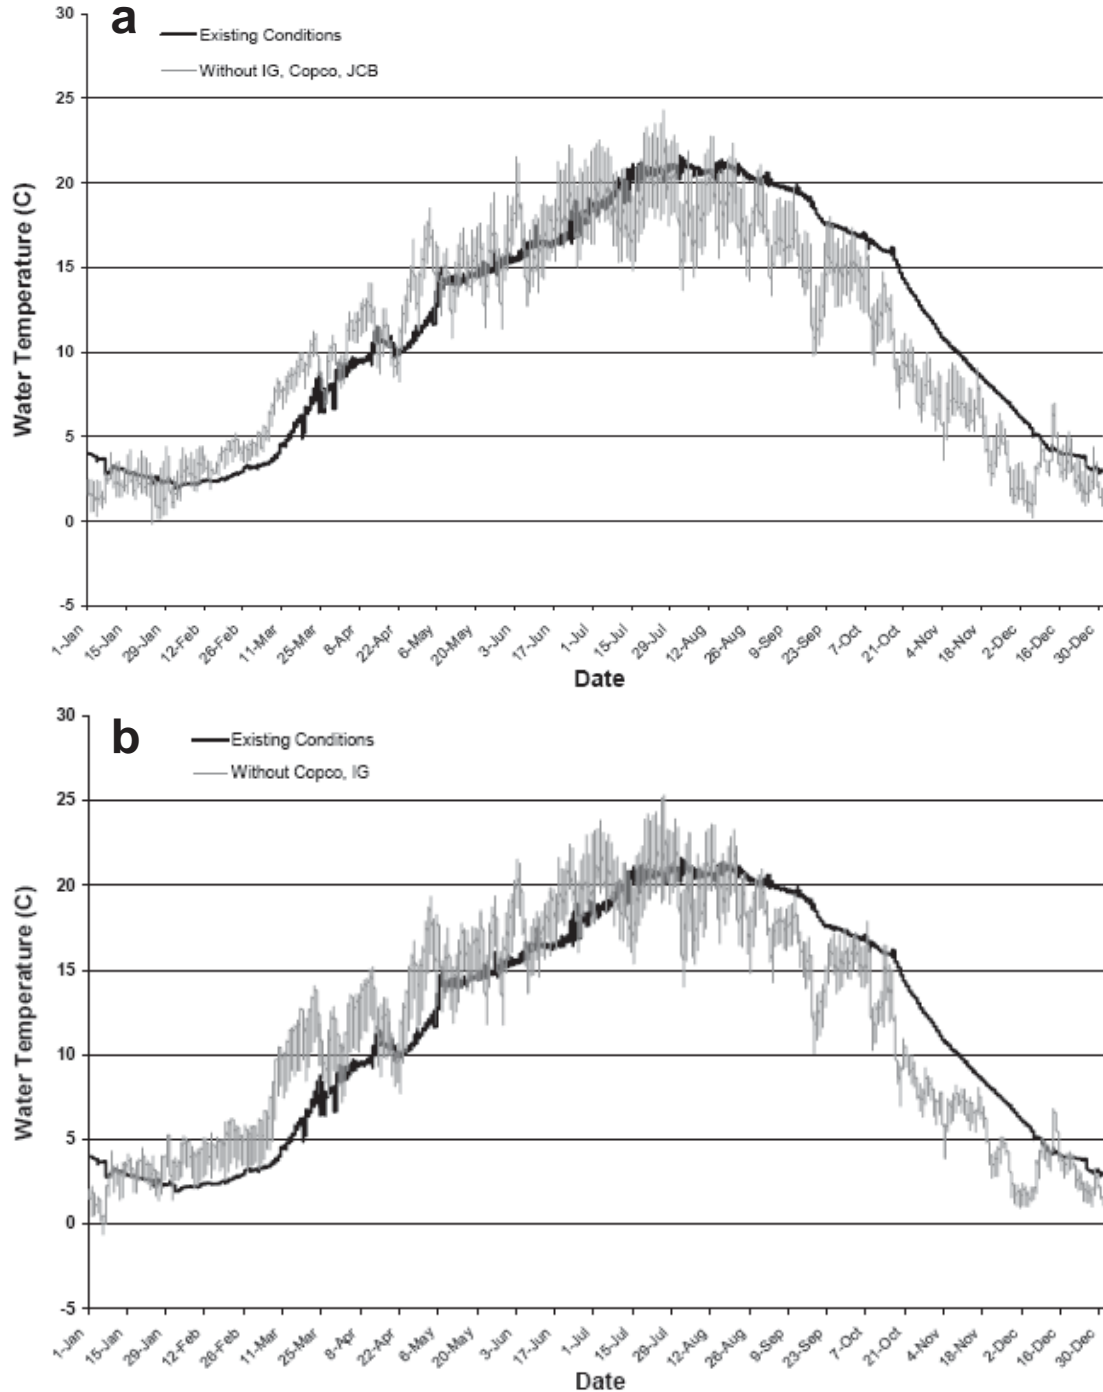 a
30
25
20
15
10
5
0
-5
Existing Conditions
Without IG, Copco, JCB
Water Temperature (C)
1-Jan 15-Jan 29-Jan 12-Feb 26-Feb 11-Mar 25-Mar 8-Apr 22-Apr 6-May 20-May 3-Jun 17-Jun 1-Jul 15-Jul 29-Jul 12-Aug 26-Aug 9-Sep 23-Sep 7-Oct 21-Oct 4-Nov 18-Nov 2-Dec 16-Dec 30-Dec
Date
b
30
25
20
15
10
5
0
-5
Existing Conditions
Without Copco, IG
Water Temperature (C)
1-Jan 15-Jan 29-Jan 12-Feb 26-Feb 11-Mar 25-Mar 8-Apr 22-Apr 6-May 20-May 3-Jun 17-Jun 1-Jul 15-Jul 29-Jul 12-Aug 26-Aug 9-Sep 23-Sep 7-Oct 21-Oct 4-Nov 18-Nov 2-Dec 16-Dec 30-Dec
Date